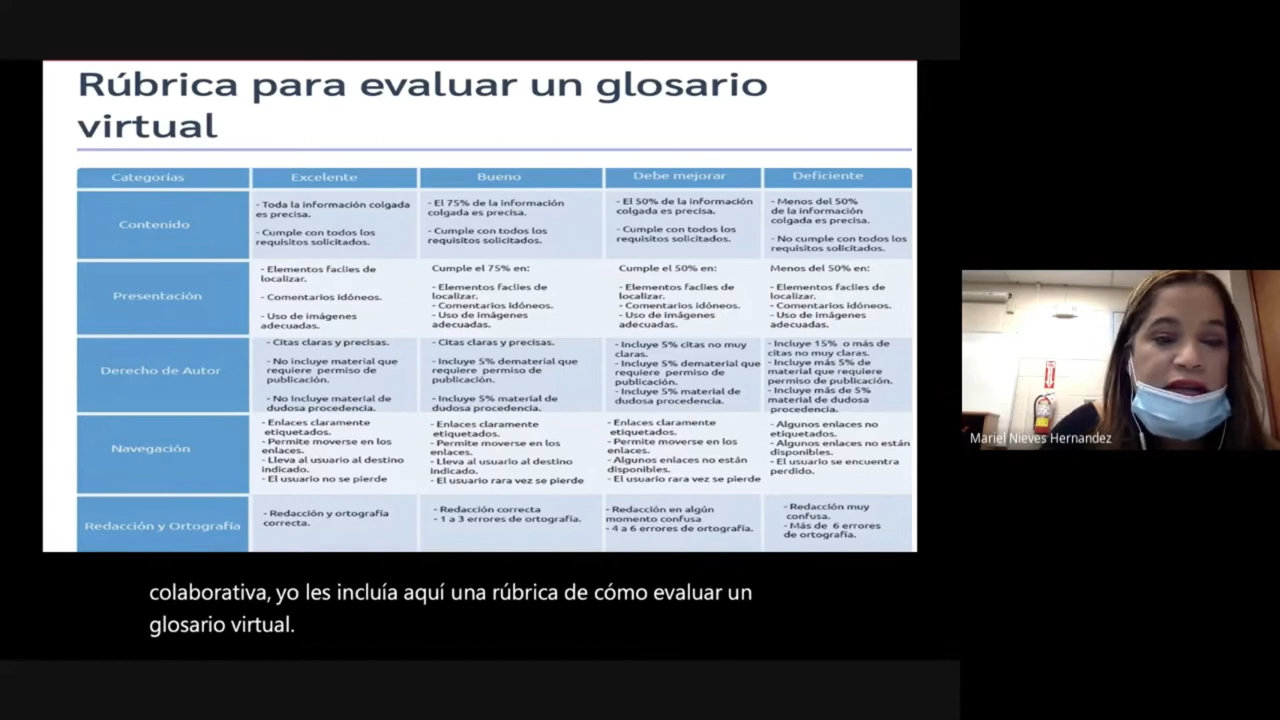 Rúbrica para evaluar un glosario
virtual
Categorías
Excelente
Bueno
Debe mejorar
Deficiente
Contenido
- Toda la información colgada
es precisa.
- Cumple con todos los
requisitos solicitados.
- El 75% de la información
colgada es precisa.
- Cumple con todos los
requisitos solicitados.
- El 50% de la información
colgada es precisa.
- Cumple con todos los
requisitos solicitados.
- Menos del 50%
de la información
colgada es precisa.
- No cumple con todos los
requisitos solicitados.
Presentación
- Elementos faciles de
localizar.
- Comentarios idóneos.
- Uso de imágenes
adecuadas.
Cumple el 75% en:
- Elementos faciles de
localizar.
- Comentarios idóneos.
- Uso de imágenes
adecuadas.
Cumple el 50% en:
- Elementos faciles de
localizar.
- Comentarios idóneos.
- Uso de imágenes
adecuadas.
Menos del 50% en:
- Elementos faciles de
localizar.
- Comentarios idóneos.
- Uso de imágenes
adecuadas.
Derecho de Autor
- Citas claras y precisas.
- No incluye material que
requiere permiso de
publicación.
- No Incluye material de
dudosa procedencia.
- Citas claras y precisas.
- Incluye 5% dematerial que
requiere permiso de
publicación.
- Incluye 5% material de
dudosa procedencia.
- Incluye 5% citas no muy
claras.
- Incluye 5% dematerial que
requiere permiso de
publicación.
- Incluye 5% material de
dudosa procedencia.
- Incluye 15% o más de
citas no muy claras.
- Incluye más 5% de
material que requiere
permiso de publicación.
- Incluye más de 5%
material de dudosa
procedencia.
Navegación
- Enlaces claramente
etiquetados.
- Permite moverse en los
enlaces.
- Lleva al usuario al destino
indicado.
- El usuario no se pierde
- Enlaces claramente
etiquetados.
- Permite moverse en los
enlaces.
- Lleva al usuario al destino
indicado.
- El usuario rara vez se pierde
- Enlaces claramente
etiquetados.
- Permite moverse en los
enlaces.
- Algunos enlaces no están
disponibles.
- El usuario rara vez se pierde
- Algunos enlaces no
etiquetados.
- Algunos enlaces no están
disponibles.
- El usuario se encuentra
perdido.
Redacción y Ortografía
- Redacción y ortografía
correcta.
- Redacción correcta
- 1 a 3 errores de ortografía.
- Redacción en algún
momento confusa
- 4 a 6 errores de ortografía.
- Redacción muy
confusa.
- Más de 6 errores
de ortografía.
Mariel Nieves Hernandez
colaborativa, yo les incluía aquí una rúbrica de cómo evaluar un
glosario virtual.